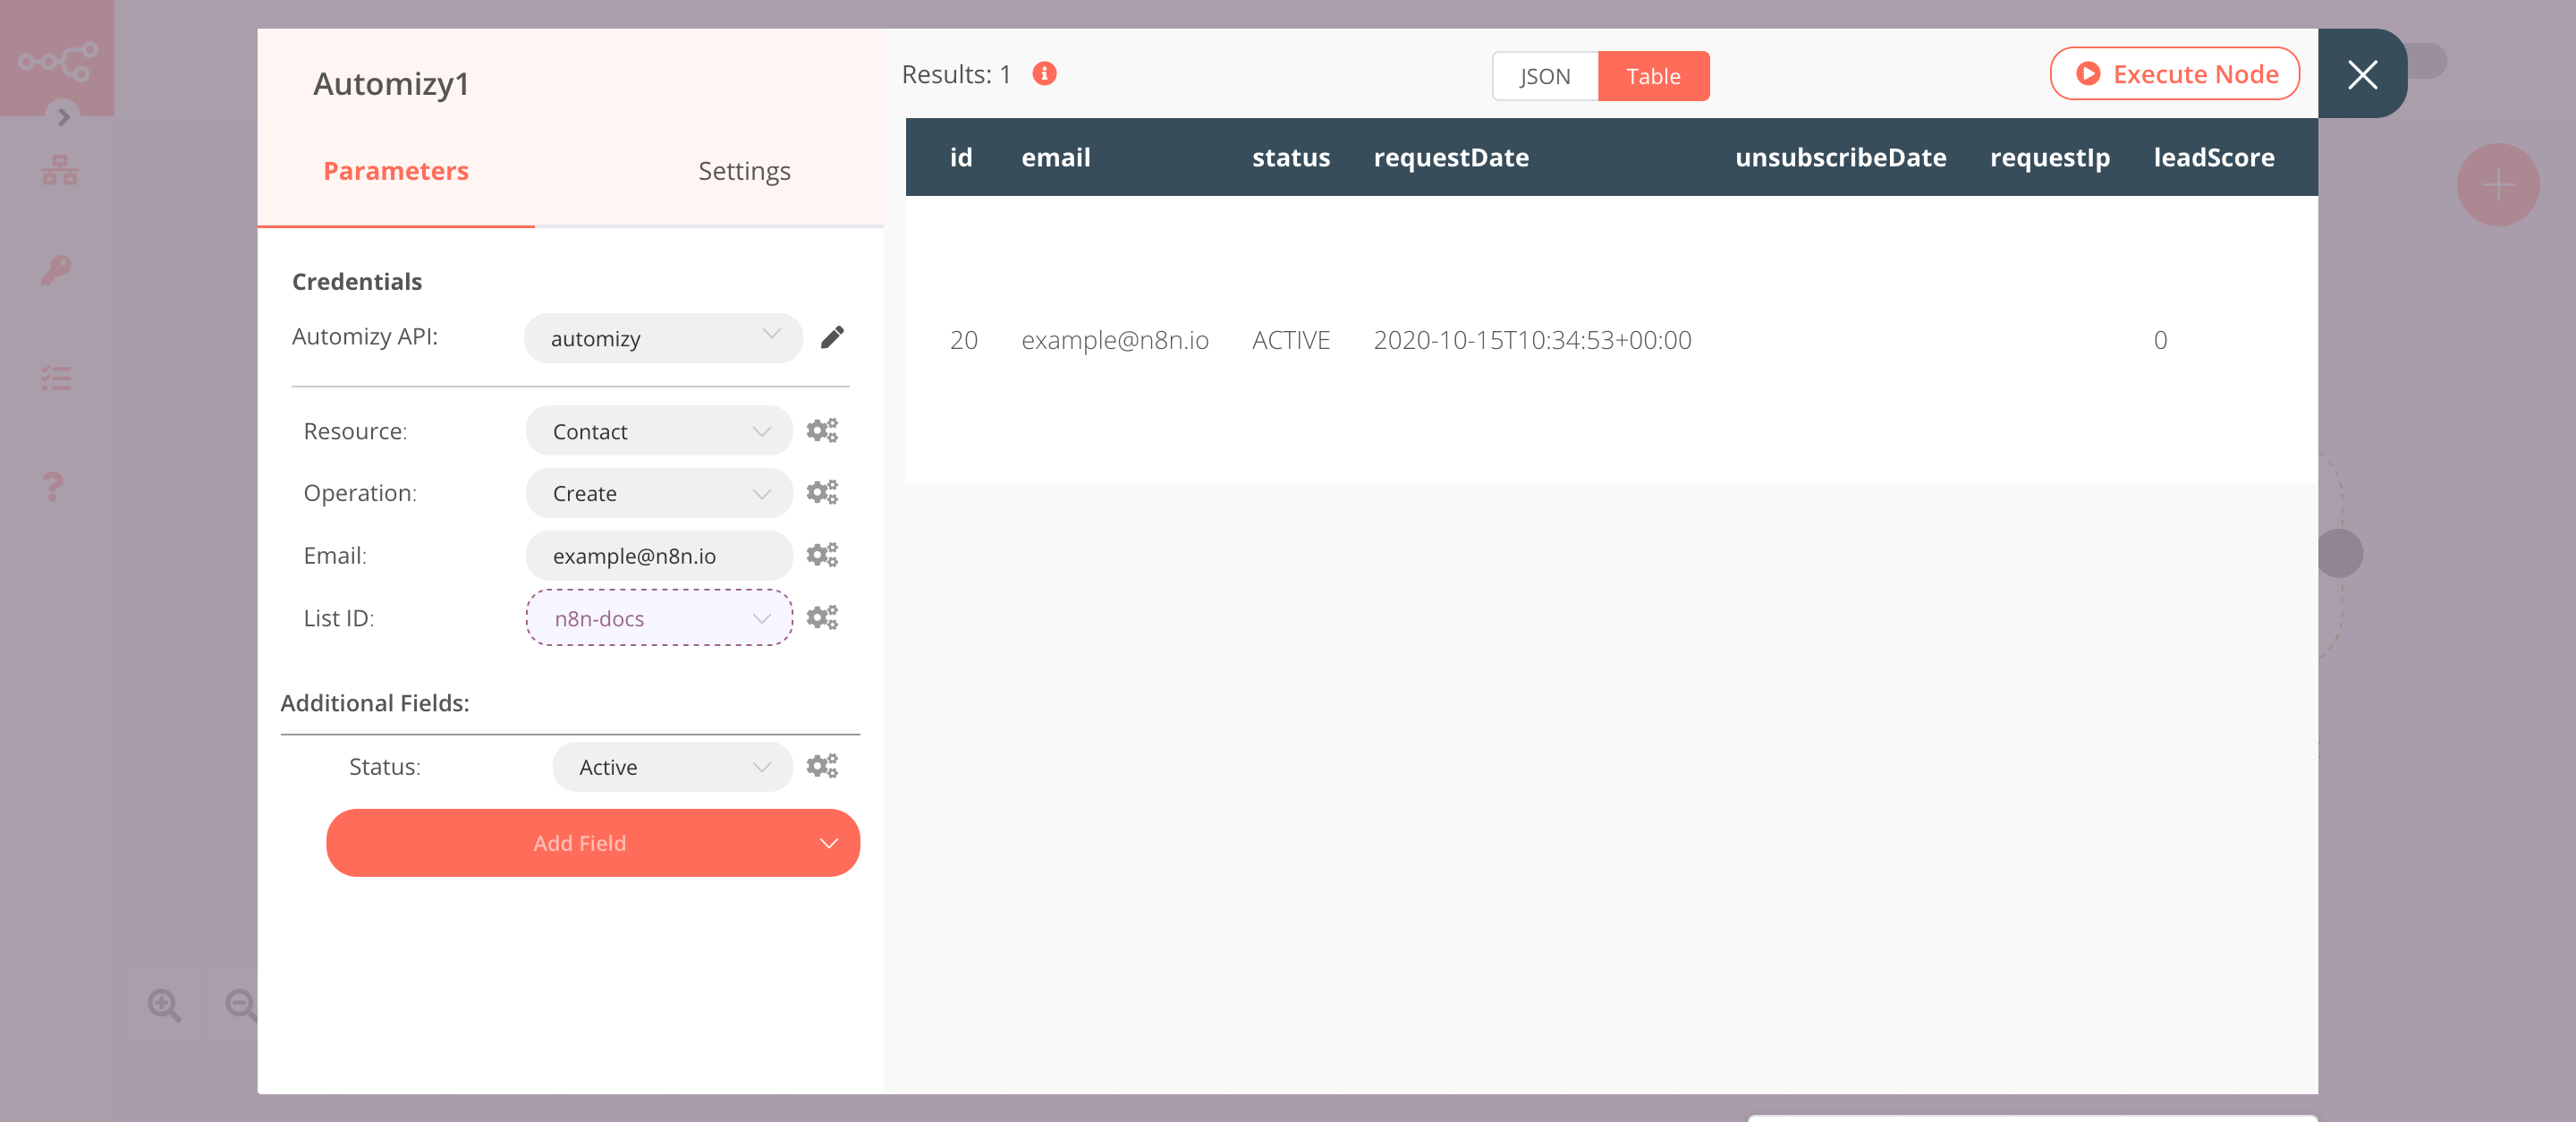 Automizy1
Parameters Settings
Credentials
Automizy API: automizy
Resource: Contact
Operation: Create
Email: example@n8n.io
List ID: n8n-docs
Additional Fields:
Status: Active
Add Field
Results: 1 JSON Table Execute Node
id email status requestDate unsubscribeDate requestIp leadScore
20 example@n8n.io ACTIVE 2020-10-15T10:34:53+00:00 0